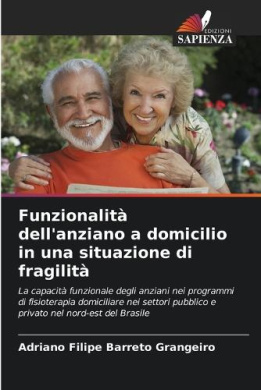 EDIZIONI
SAPIENZA
Funzionalità
dell'anziano a domicilio
in una situazione di
fragilità
La capacità funzionale degli anziani nei programmi
di fisioterapia domiciliare nei settori pubblico e
privato nel nord-est del Brasile
Adriano Filipe Barreto Grangeiro